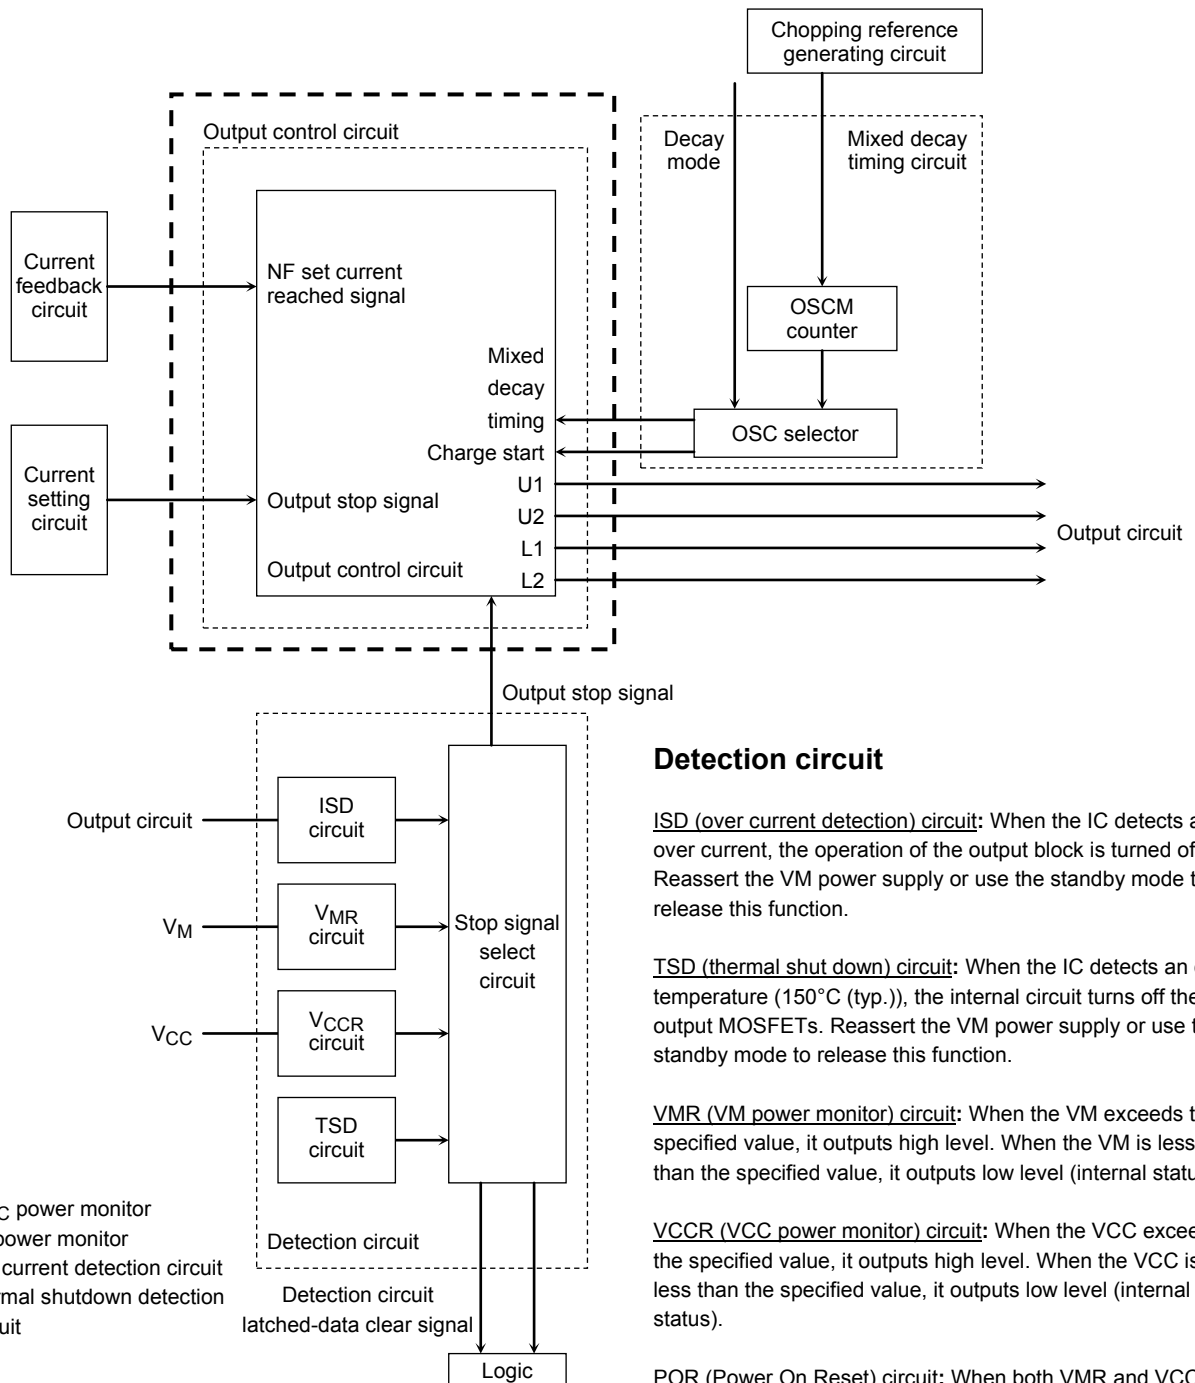 Chopping reference
generating circuit
Output control circuit
Decay
mode
Mixed decay
timing circuit
Current
feedback
circuit
NF set current
reached signal
OSCM
counter
Mixed
decay
timing
OSC selector
Charge start
Current
setting
circuit
Output stop signal
U1
U2
L1
L2
Output circuit
Output control circuit
Output stop signal
Detection circuit
Output circuit
ISD
circuit
VM
VMR
circuit
Stop signal
select
circuit
VCC
VCCR
circuit
TSD
circuit
Detection circuit
Detection circuit
latched-data clear signal
Logic
power monitor
power monitor
current detection circuit
shutdown detection
ISD (over current detection) circuit: When the IC detects
over current, the operation of the output block is turned
Reassert the VM power supply or use the standby mode
release this function.
TSD (thermal shut down) circuit: When the IC detects an
temperature (150°C (typ.)), the internal circuit turns off the
output MOSFETs. Reassert the VM power supply or use
standby mode to release this function.
VMR (VM power monitor) circuit: When the VM exceeds
specified value, it outputs high level. When the VM is less
than the specified value, it outputs low level (internal
VCCR (VCC power monitor) circuit: When the VCC
the specified value, it outputs high level. When the VCC is
less than the specified value, it outputs low level (internal
status).
POR (Power On Reset) circuit: When both VMR and